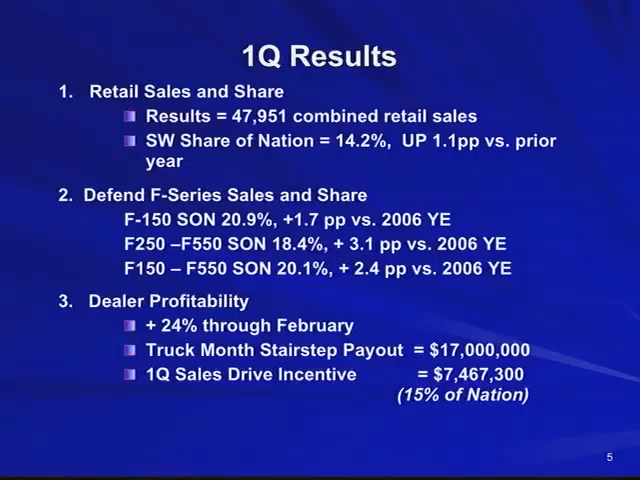 1Q Results
1. Retail Sales and Share
Results = 47,951 combined retail sales
SW Share of Nation = 14.2%, UP 1.1pp vs. prior
year
2. Defend F-Series Sales and Share
F-150 SON 20.9%, +1.7 pp vs. 2006 YE
F250 –F550 SON 18.4%, + 3.1 pp vs. 2006 YE
F150 – F550 SON 20.1%, + 2.4 pp vs. 2006 YE
3. Dealer Profitability
+ 24% through February
Truck Month Stairstep Payout = $17,000,000
1Q Sales Drive Incentive = $7,467,300
(15% of Nation)
5